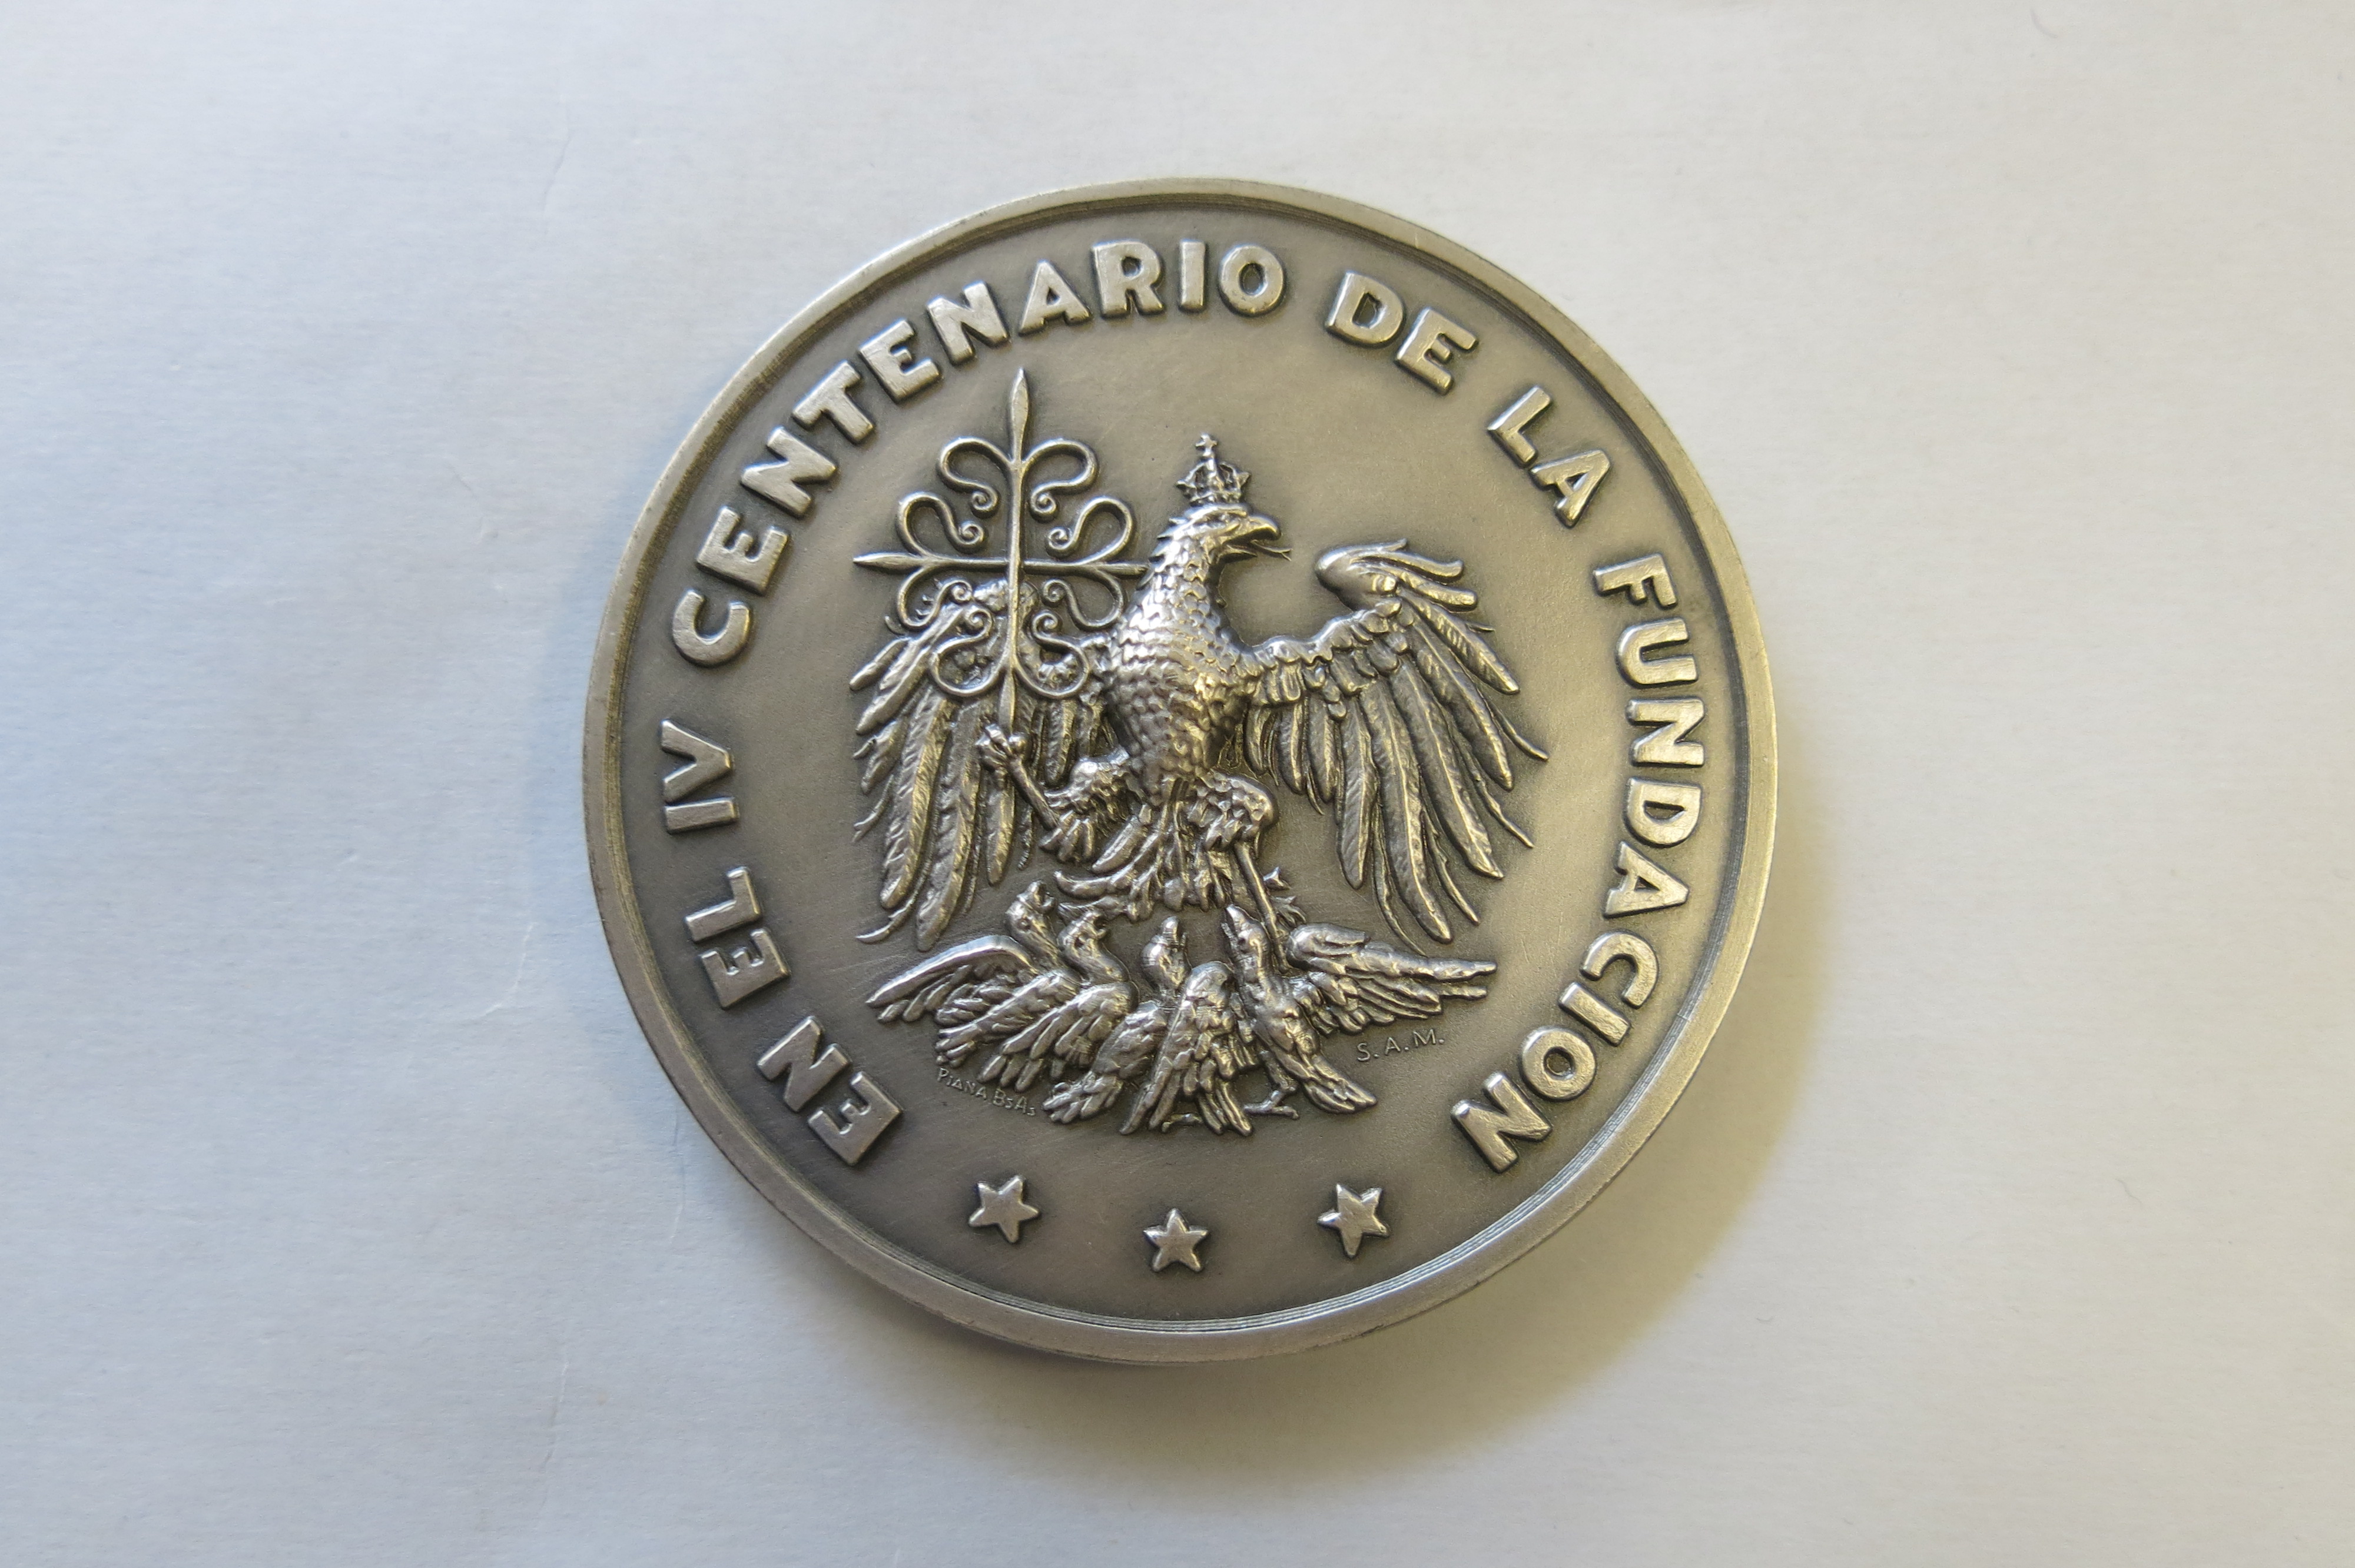 EN EL IV CENTENARIO DE LA FUNDACION
PIANA BsAs
S.A.M.